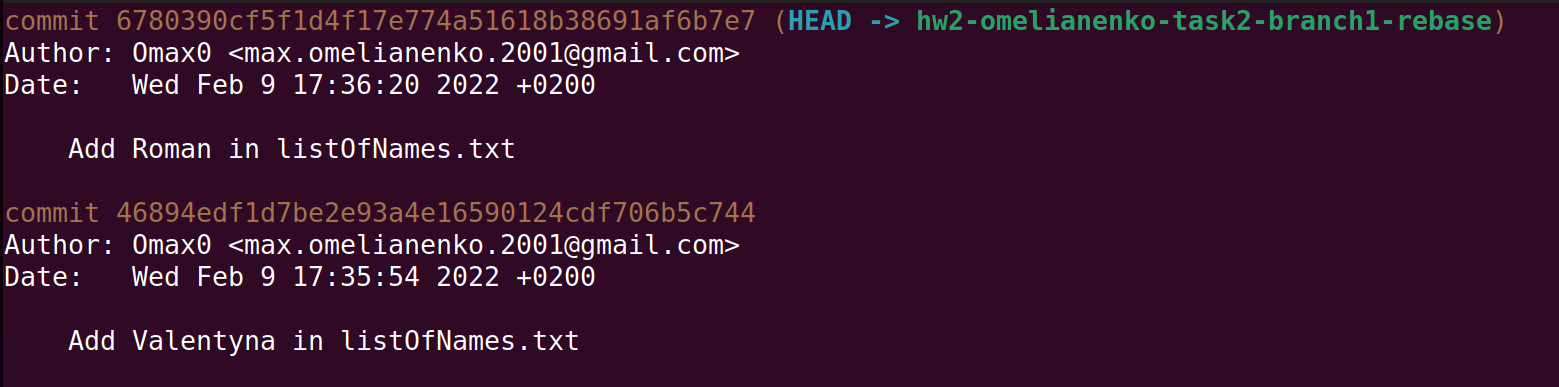 commit 6780390cf5f1d4f17e774a51618b38691af6b7e7 (HEAD -> hw2-omelianenko-task2-branch1-rebase)
Author: Omax0 <max.omelianenko.2001@gmail.com>
Date:   Wed Feb 9 17:36:20 2022 +0200
    Add Roman in listOfNames.txt
commit 46894edf1d7be2e93a4e16590124cdf706b5c744
Author: Omax0 <max.omelianenko.2001@gmail.com>
Date:   Wed Feb 9 17:35:54 2022 +0200
    Add Valentyna in listOfNames.txt